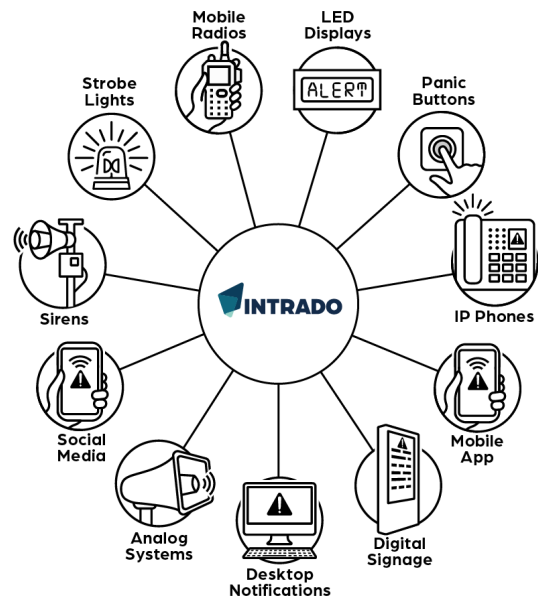 Mobile
Radios
LED
Displays
ALERT
Strobe
Lights
Panic
Buttons
Sirens
INTRADO
IP Phones
Social
Media
Mobile
App
Analog
Systems
Desktop
Notifications
Digital
Signage